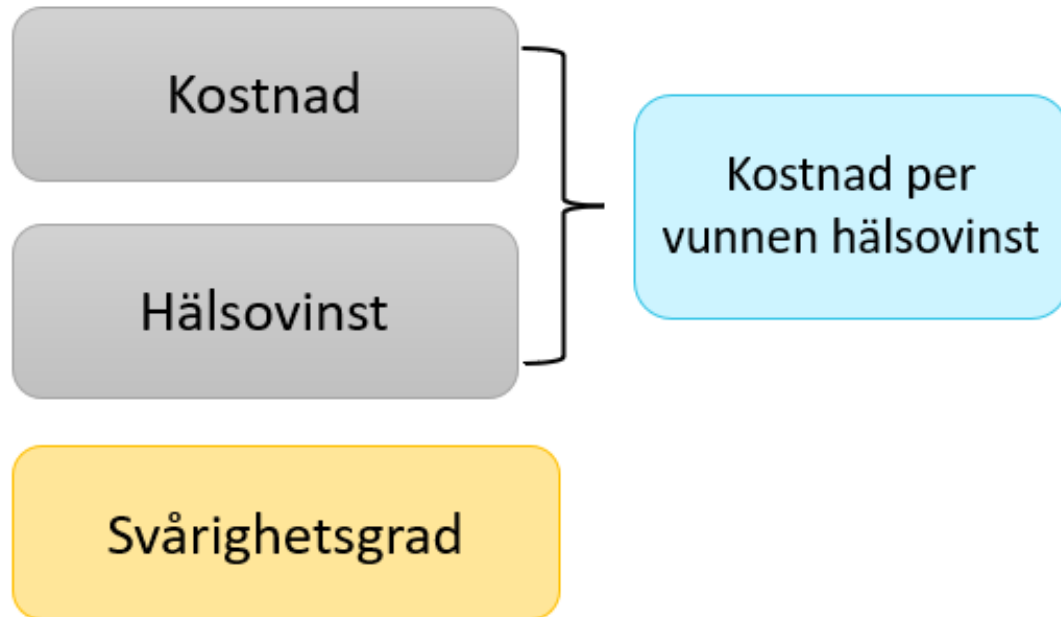 Kostnad
Kostnad per
vunnen hälsovinst
Hälsovinst
Svårighetsgrad